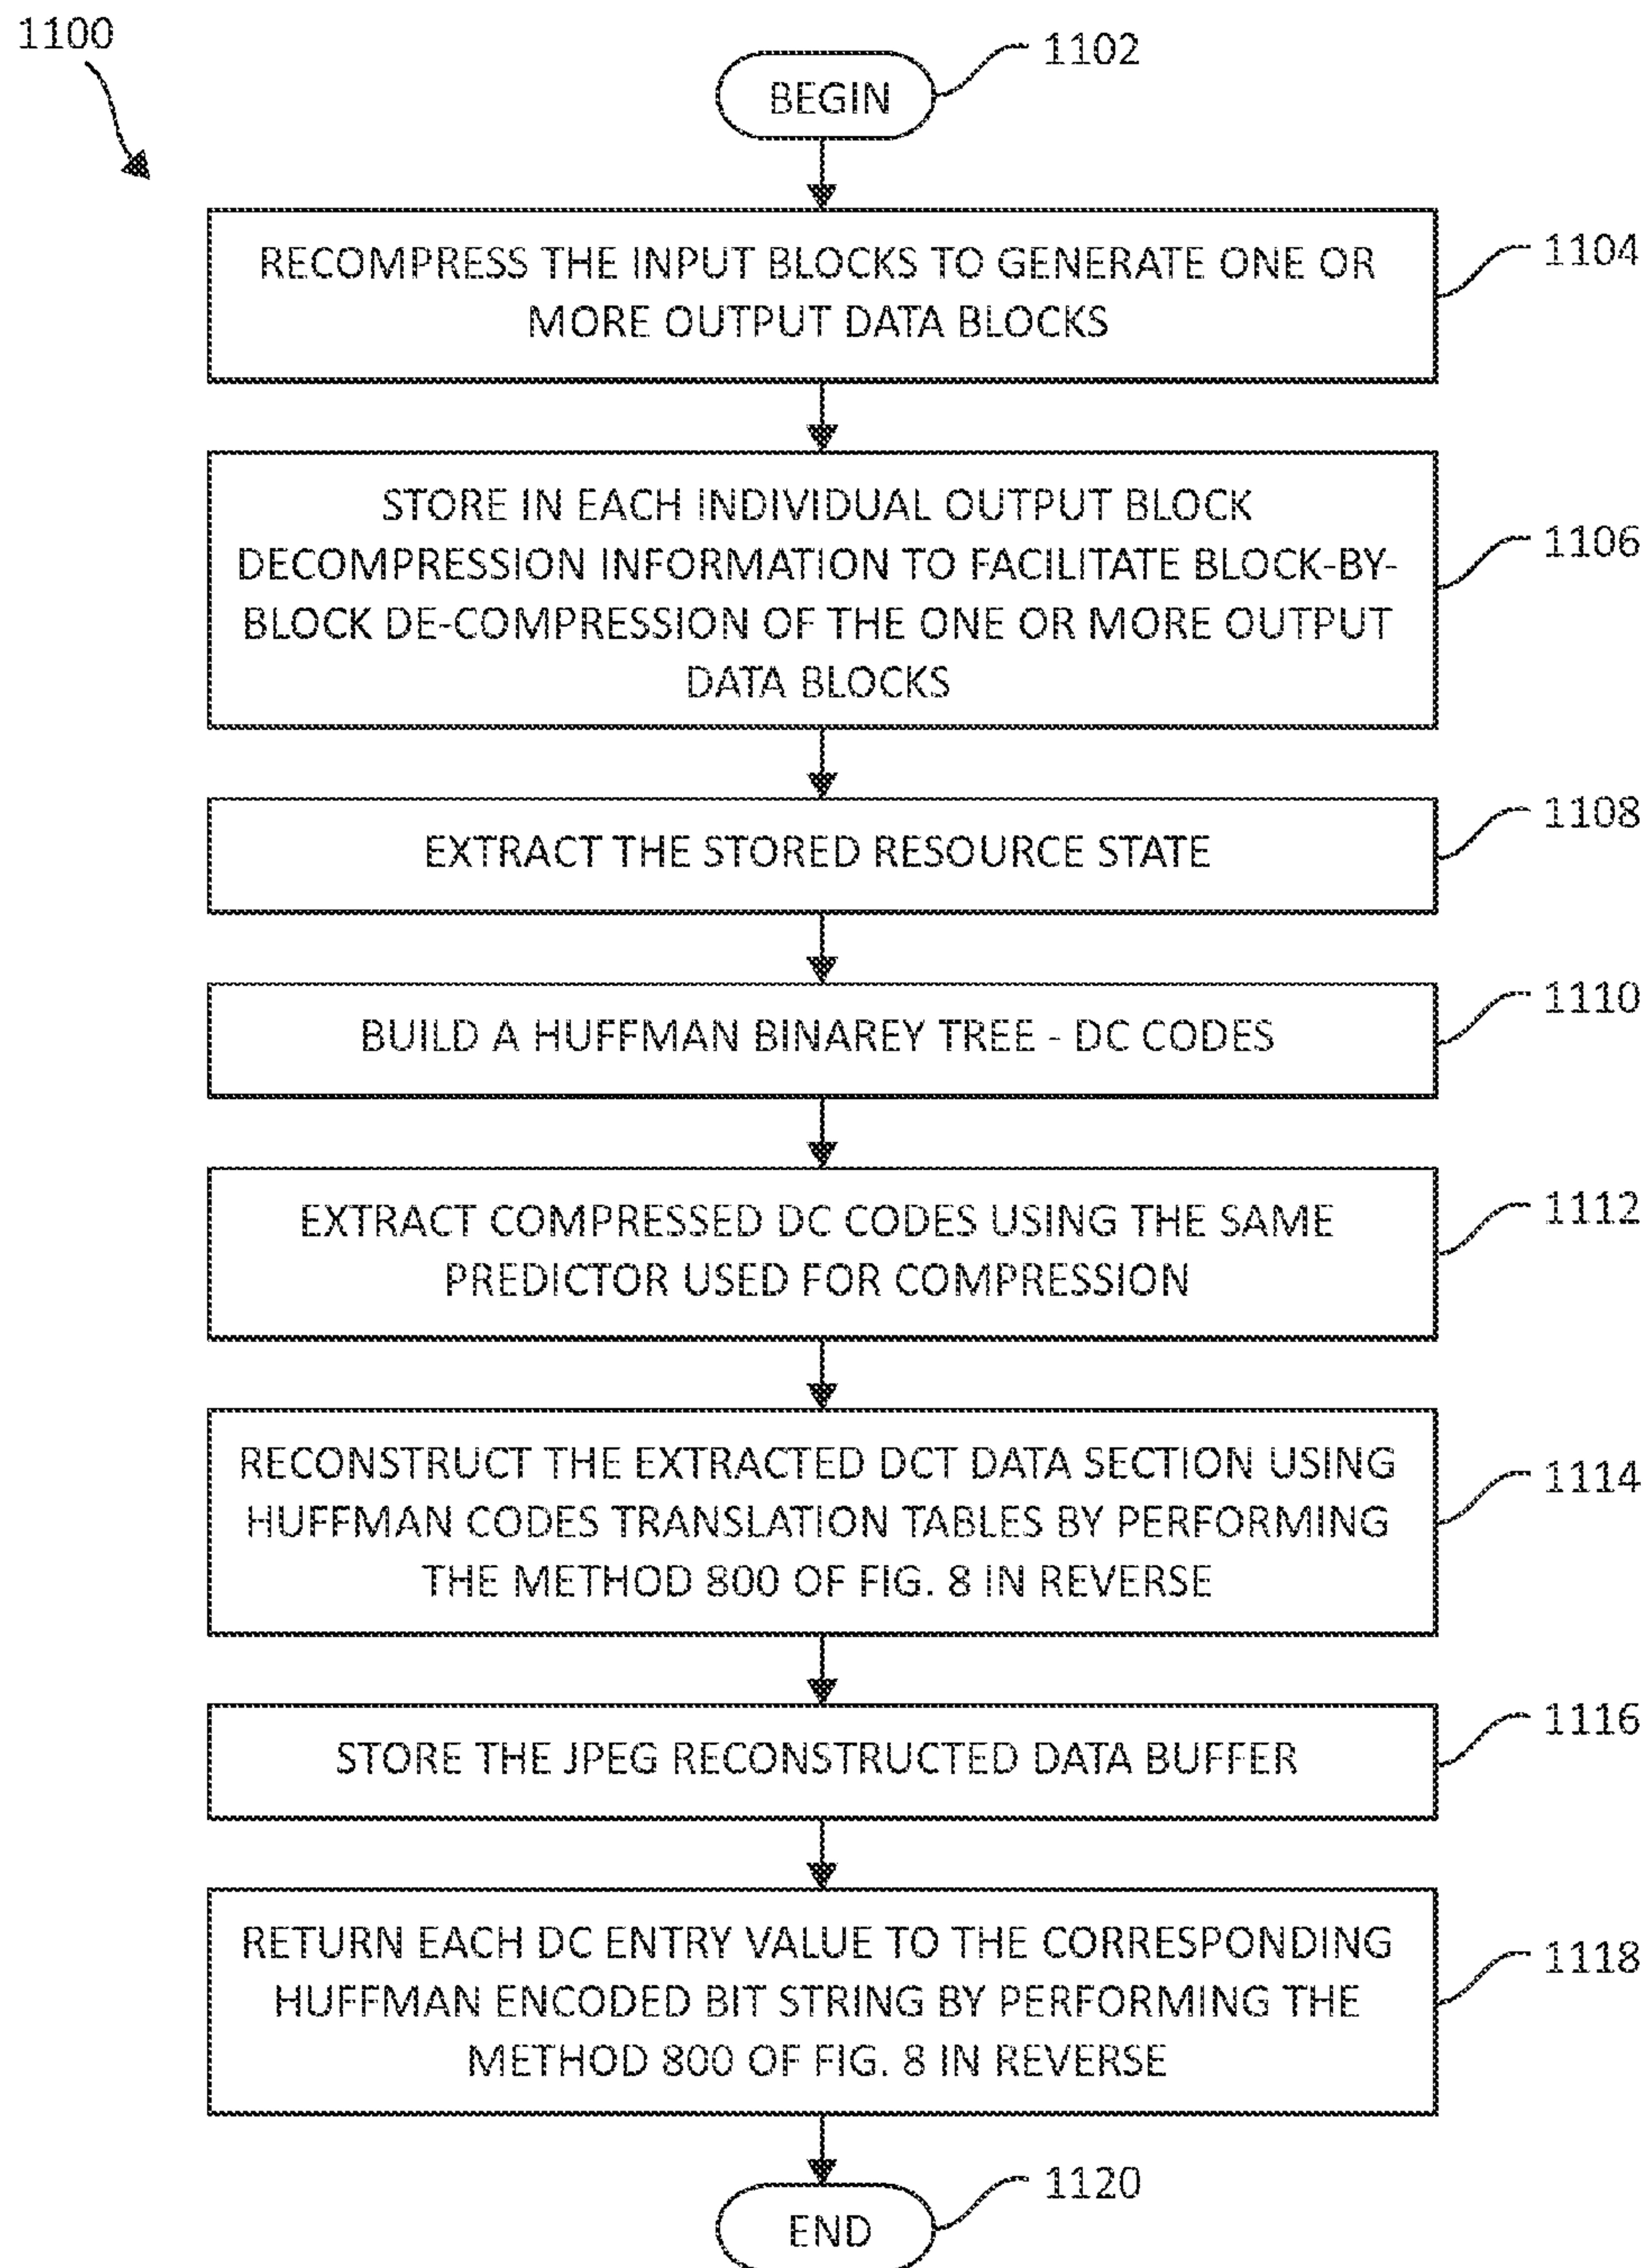 1100
1102
BEGIN
1104
RECOMPRESS THE INPUT BLOCKS TO GENERATE ONE OR
MORE OUTPUT DATA BLOCKS
1106
STORE IN EACH INDIVIDUAL OUTPUT BLOCK
DECOMPRESSION INFORMATION TO FACILITATE BLOCK-BY-
BLOCK DE-COMPRESSION OF THE ONE OR MORE OUTPUT
DATA BLOCKS
1108
EXTRACT THE STORED RESOURCE STATE
1110
BUILD A HUFFMAN BINAREY TREE - DC CODES
1112
EXTRACT COMPRESSED DC CODES USING THE SAME
PREDICTOR USED FOR COMPRESSION
1114
RECONSTRUCT THE EXTRACTED DCT DATA SECTION USING
HUFFMAN CODES TRANSLATION TABLES BY PERFORMING
THE METHOD 800 OF FIG. 8 IN REVERSE
1116
STORE THE JPEG RECONSTRUCTED DATA BUFFER
1118
RETURN EACH DC ENTRY VALUE TO THE CORRESPONDING
HUFFMAN ENCODED BIT STRING BY PERFORMING THE
METHOD 800 OF FIG. 8 IN REVERSE
1120
END